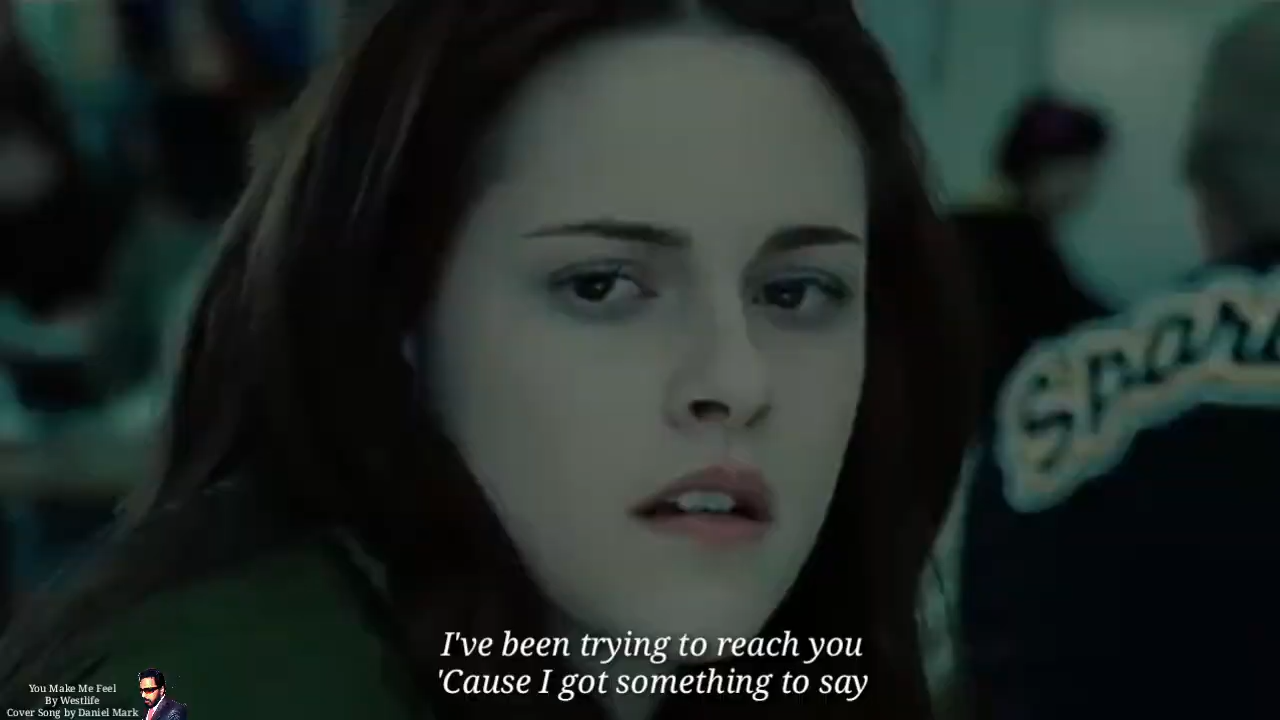 Spar
I've been trying to reach you
'Cause I got something to say
You Make Me Feel
By Westlife
Cover Song by Daniel Mark